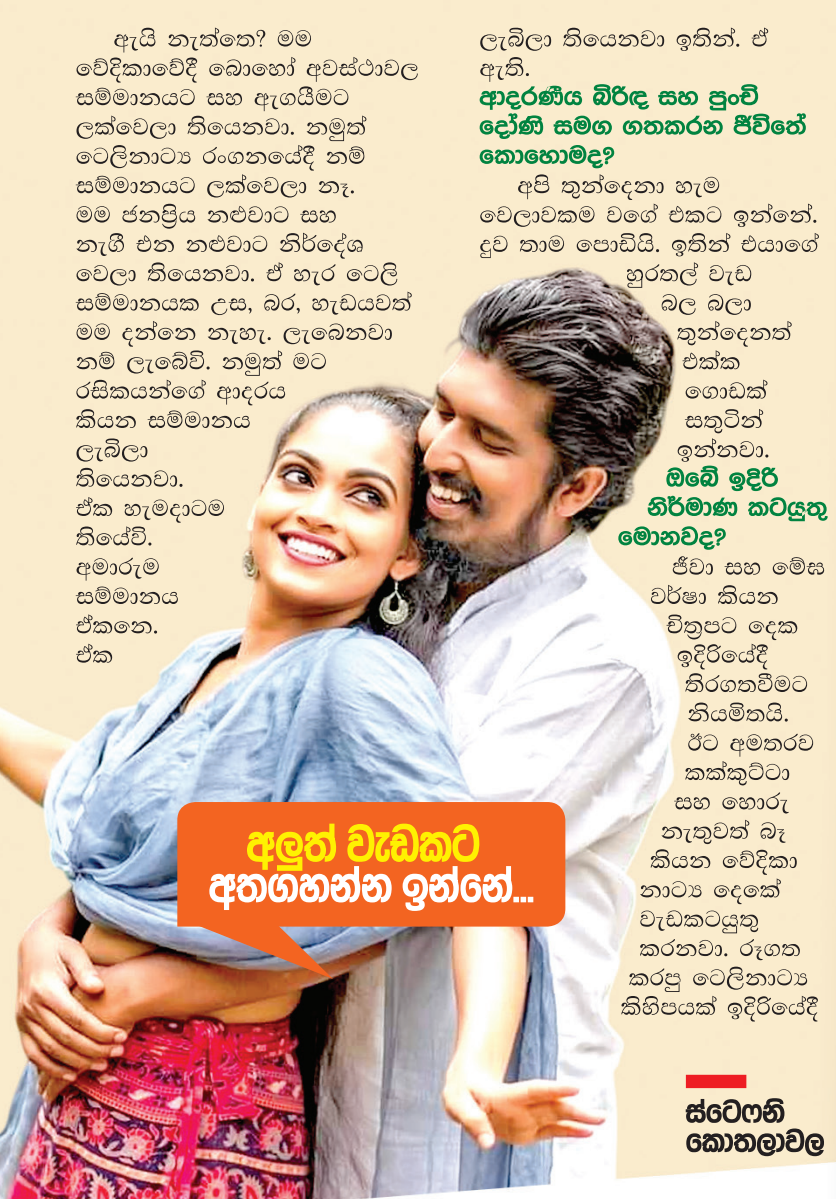 ඇයි නැත්තෙ? මම
වේදිකාවේදී බොහෝ අවස්ථාවල
සම්මානයට සහ ඇගයීමට
ලක්වෙලා තියෙනවා. නමුත්
ටෙලිනාට්‍ය රංගනයේදී නම්
සම්මානයට ලක්වෙලා නෑ.
මම ජනප්‍රිය නළුවාට සහ
නැගී එන නළුවාට නිර්දේශ
වෙලා තියෙනවා. ඒ හැර ටෙලි
සම්මානයක උස, බර, හැඩයවත්
මම දන්නෙ නැහැ. ලැබෙනවා
නම් ලැබේවි. නමුත් මට
රසිකයන්ගේ ආදරය
කියන සම්මානය
ලැබිලා
තියෙනවා.
ඒක හැමදාටම
තියේවි.
අමාරුම
සම්මානය
ඒකනෙ.
ඒක
ලැබිලා තියෙනවා ඉතින්. ඒ
ඇති.
ආදරණීය බිරිඳ සහ පුංචි
දෝණි සමග ගතකරන ජීවිතේ
කොහොමද?
අපි තුන්දෙනා හැම
වෙලාවකම වගේ එකට ඉන්නේ.
දුව තාම පොඩියි. ඉතින් එයාගේ
හුරතල් වැඩ
බල බලා
තුන්දෙනත්
එක්ක
ගොඩක්
සතුටින්
ඉන්නවා.
ඔබේ ඉදිරි
නිර්මාණ කටයුතු
මොනවද?
ජීවා සහ මේඝ
වර්ෂා කියන
චිත්‍රපට දෙක
ඉදිරියේදී
තිරගතවීමට
නියමිතයි.
ඊට අමතරව
කක්කුට්ටා
සහ හොරු
නැතුවත් බෑ
කියන වේදිකා
නාට්‍ය දෙකේ
වැඩකටයුතු
කරනවා. රූගත
කරපු ටෙලිනාට්‍ය
කිහිපයක් ඉදිරියේදී
අලුත් වැඩකට
අතගහන්න ඉන්නේ...
ස්ටෙෆනි
කොතලාවල